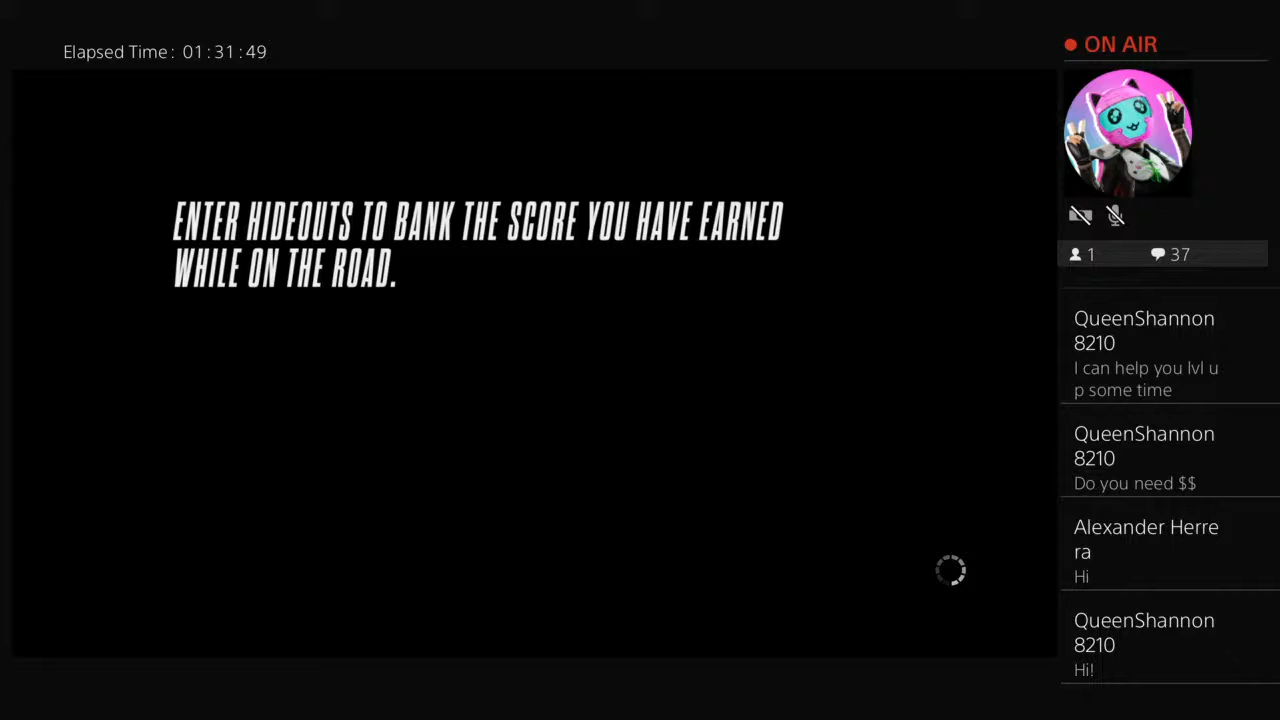 Elapsed Time: 01:31:49
ON AIR
ENTER HIDEOUTS TO BANK THE SCORE YOU HAVE EARNED
WHILE ON THE ROAD.
1
37
QueenShannon
8210
I can help you lvl u
p some time
QueenShannon
8210
Do you need $$
Alexander Herre
ra
Hi
QueenShannon
8210
Hi!